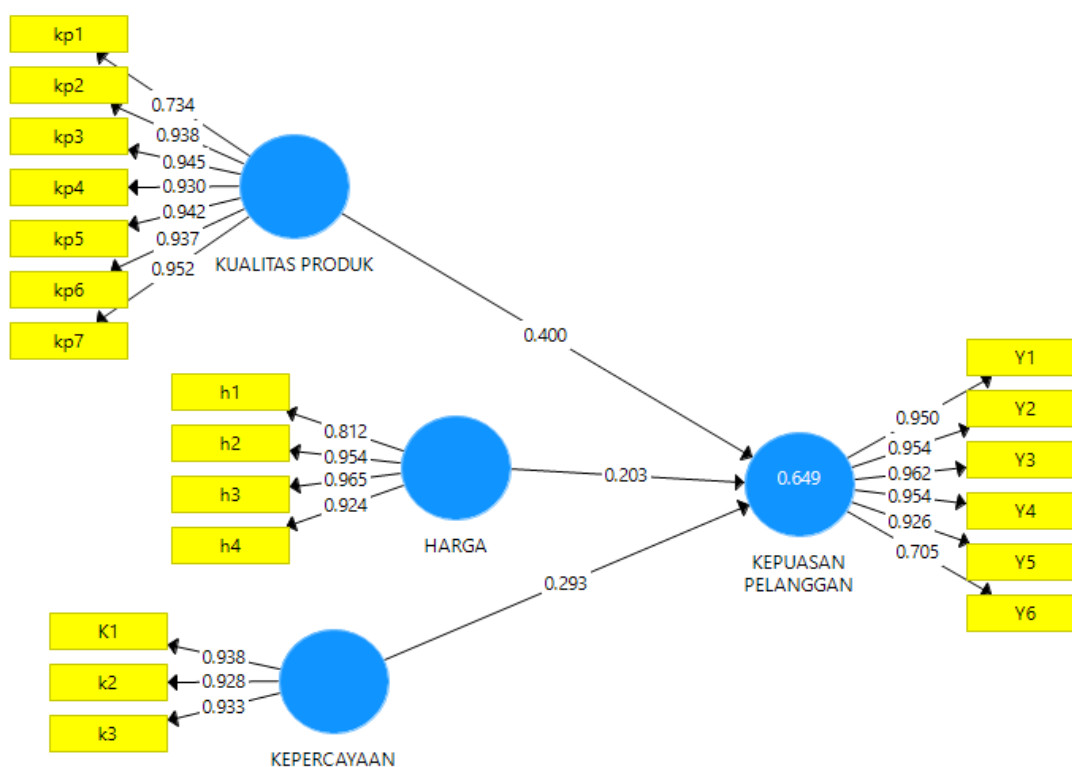 kp1
kp2
kp3
kp4
kp5
kp6
kp7
0.734
0.938
0.945
0.930
0.942
0.937
0.952
KUALITAS PRODUK
0.400
h1
h2
h3
h4
0.812
0.954
0.965
0.924
HARGA
0.203
K1
k2
k3
0.938
0.928
0.933
KEPERCAYAAN
0.293
0.649
KEPUASAN
PELANGGAN
0.950
0.954
0.962
0.954
0.926
0.705
Y1
Y2
Y3
Y4
Y5
Y6